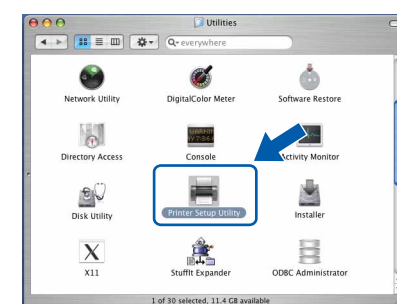 Utilities
everywhere
Network Utility
DigitalColor Meter
Software Restore
Directory Access
Console
Activity Monitor
Disk Utility
Printer Setup Utility
Installer
X11
StuffIt Expander
ODBC Administrator
1 of 30 selected, 11.4 GB available